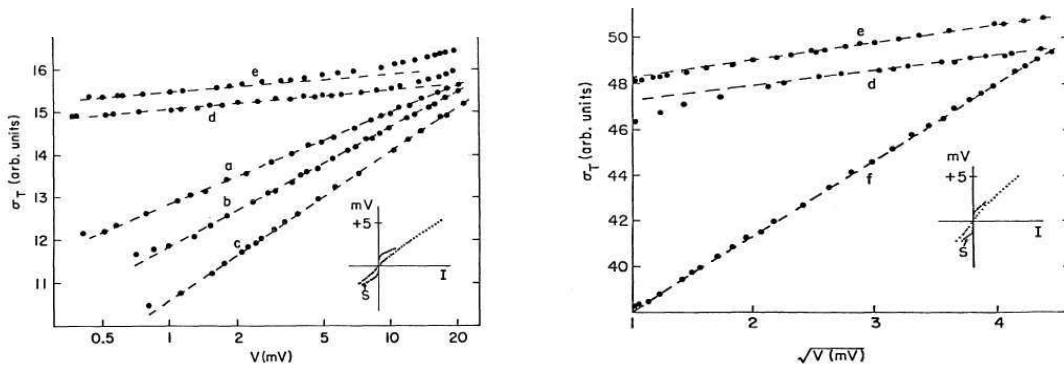 σT (arb. units)
16
15
14
13
12
11
e
d
a
b
c
mV
+5
I
S
0.5 1 2 5 10 20
V(mV)
σT (arb. units)
50
48
46
44
42
40
e
d
f
mV
+5
I
S
1 2 3 4
√V (mV)